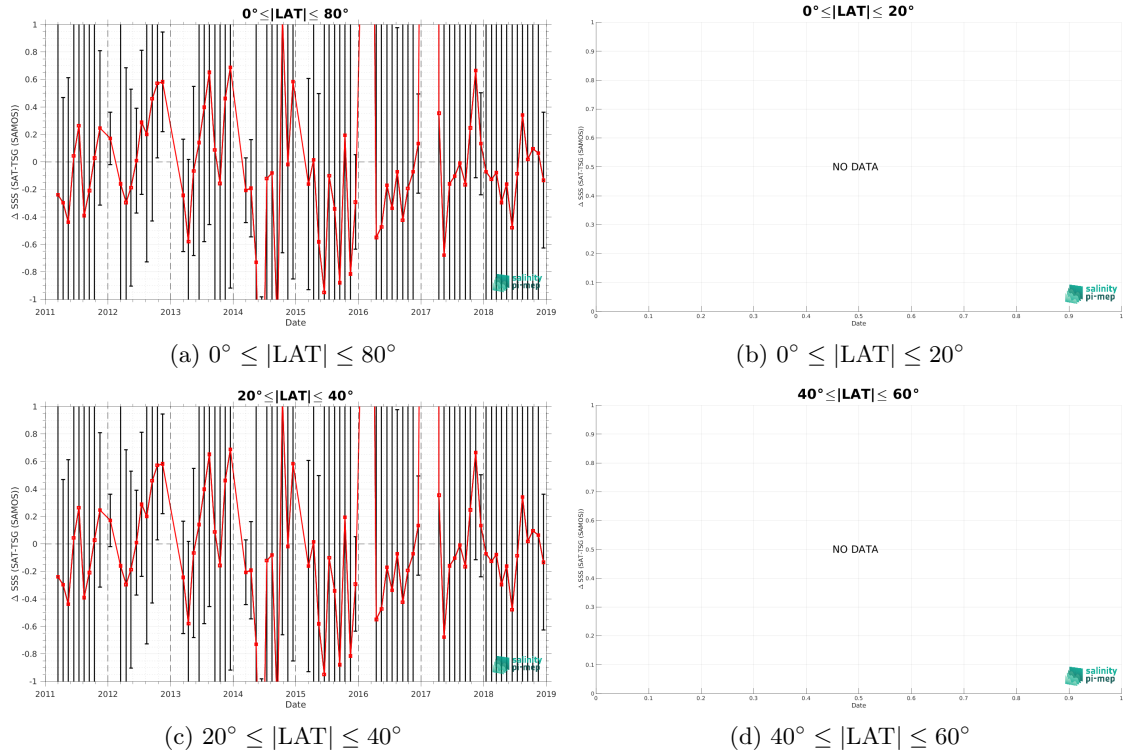 0°≤|LAT|≤ 80°
1
0.8
0.6
0.4
0.2
0
-0.2
-0.4
-0.6
-0.8
-1
Δ SSS (SAT-TSG (SAMOS))
2011 2012 2013 2014 2015 2016 2017 2018 2019
Date
salinity
pi-mep
(a) 0° ≤ |LAT| ≤ 80°
0°≤|LAT|≤ 20°
1
0.9
0.8
0.7
0.6
0.5
0.4
0.3
0.2
0.1
0
Δ SSS (SAT-TSG (SAMOS))
NO DATA
0 0.1 0.2 0.3 0.4 0.5 0.6 0.7 0.8 0.9 1
Date
salinity
pi-mep
(b) 0° ≤ |LAT| ≤ 20°
20°≤|LAT|≤ 40°
1
0.8
0.6
0.4
0.2
0
-0.2
-0.4
-0.6
-0.8
-1
Δ SSS (SAT-TSG (SAMOS))
2011 2012 2013 2014 2015 2016 2017 2018 2019
Date
salinity
pi-mep
(c) 20° ≤ |LAT| ≤ 40°
40°≤|LAT|≤ 60°
1
0.9
0.8
0.7
0.6
0.5
0.4
0.3
0.2
0.1
0
Δ SSS (SAT-TSG (SAMOS))
NO DATA
0 0.1 0.2 0.3 0.4 0.5 0.6 0.7 0.8 0.9 1
Date
salinity
pi-mep
(d) 40° ≤ |LAT| ≤ 60°